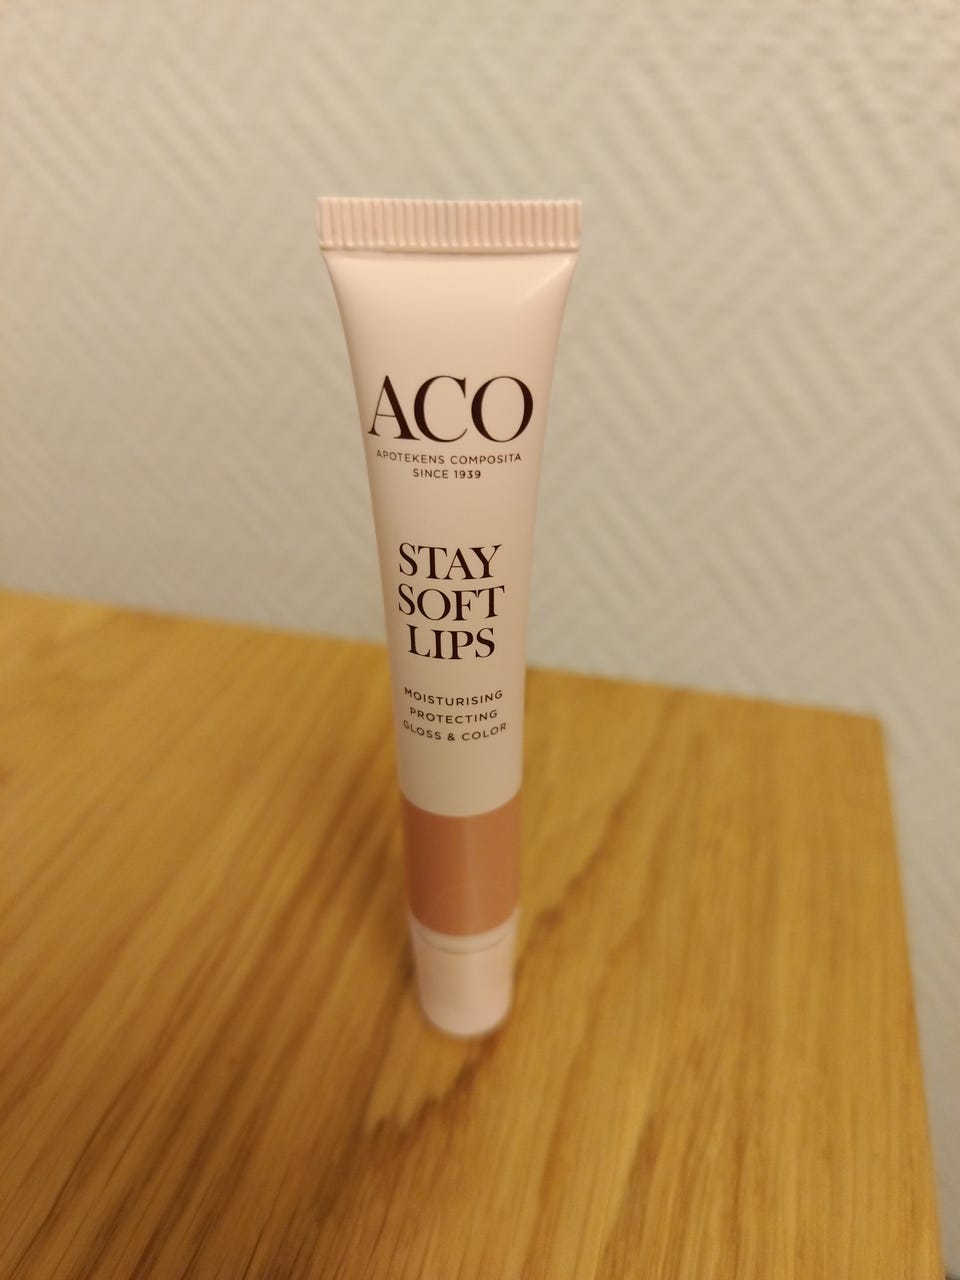 ACO
APOTEKENS COMPOSITA
SINCE 1939
STAY
SOFT
LIPS
MOISTURISING
PROTECTING
GLOSS & COLOR